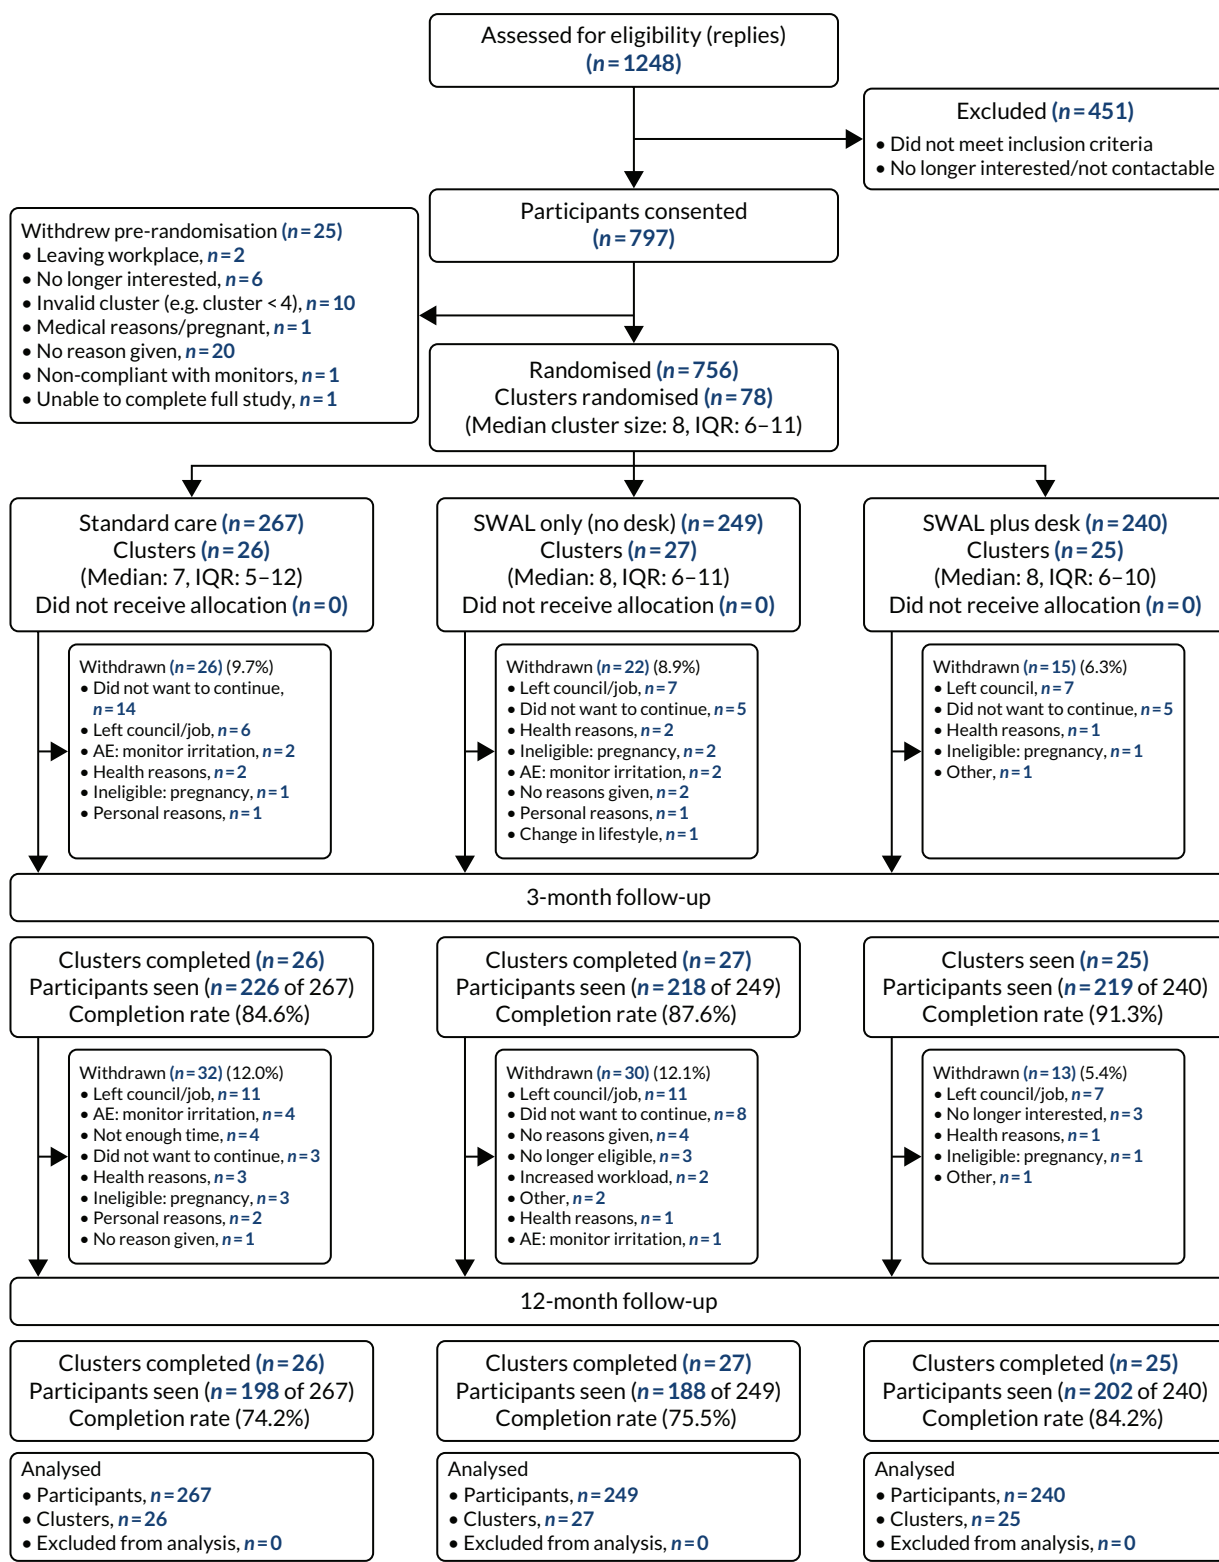 Assessed for eligibility (replies)
(n=1248)
Excluded (n=451)
• Did not meet inclusion criteria
• No longer interested/not contactable
Participants consented
(n=797)
Withdrew pre-randomisation (n=25)
• Leaving workplace, n=2
• No longer interested, n=6
• Invalid cluster (e.g. cluster < 4), n=10
• Medical reasons/pregnant, n=1
• No reason given, n=20
• Non-compliant with monitors, n=1
• Unable to complete full study, n=1
Randomised (n=756)
Clusters randomised (n=78)
(Median cluster size: 8, IQR: 6–11)
Standard care (n=267)
Clusters (n=26)
(Median: 7, IQR: 5–12)
Did not receive allocation (n=0)
SWAL only (no desk) (n=249)
Clusters (n=27)
(Median: 8, IQR: 6–11)
Did not receive allocation (n=0)
SWAL plus desk (n=240)
Clusters (n=25)
(Median: 8, IQR: 6–10)
Did not receive allocation (n=0)
Withdrawn (n=26) (9.7%)
• Did not want to continue,
n=14
• Left council/job, n=6
• AE: monitor irritation, n=2
• Health reasons, n=2
• Ineligible: pregnancy, n=1
• Personal reasons, n=1
Withdrawn (n=22) (8.9%)
• Left council/job, n=7
• Did not want to continue, n=5
• Health reasons, n=2
• Ineligible: pregnancy, n=2
• AE: monitor irritation, n=2
• No reasons given, n=2
• Personal reasons, n=1
• Change in lifestyle, n=1
Withdrawn (n=15) (6.3%)
• Left council, n=7
• Did not want to continue, n=5
• Health reasons, n=1
• Ineligible: pregnancy, n=1
• Other, n=1
3-month follow-up
Clusters completed (n=26)
Participants seen (n=226 of 267)
Completion rate (84.6%)
Clusters completed (n=27)
Participants seen (n=218 of 249)
Completion rate (87.6%)
Clusters seen (n=25)
Participants seen (n=219 of 240)
Completion rate (91.3%)
Withdrawn (n=32) (12.0%)
• Left council/job, n=11
• AE: monitor irritation, n=4
• Not enough time, n=4
• Did not want to continue, n=3
• Health reasons, n=3
• Ineligible: pregnancy, n=3
• Personal reasons, n=2
• No reason given, n=1
Withdrawn (n=30) (12.1%)
• Left council/job, n=11
• Did not want to continue, n=8
• No reasons given, n=4
• No longer eligible, n=3
• Increased workload, n=2
• Other, n=2
• Health reasons, n=1
• AE: monitor irritation, n=1
Withdrawn (n=13) (5.4%)
• Left council/job, n=7
• No longer interested, n=3
• Health reasons, n=1
• Ineligible: pregnancy, n=1
• Other, n=1
12-month follow-up
Clusters completed (n=26)
Participants seen (n=198 of 267)
Completion rate (74.2%)
Clusters completed (n=27)
Participants seen (n=188 of 249)
Completion rate (75.5%)
Clusters completed (n=25)
Participants seen (n=202 of 240)
Completion rate (84.2%)
Analysed
• Participants, n=267
• Clusters, n=26
• Excluded from analysis, n=0
Analysed
• Participants, n=249
• Clusters, n=27
• Excluded from analysis, n=0
Analysed
• Participants, n=240
• Clusters, n=25
• Excluded from analysis, n=0